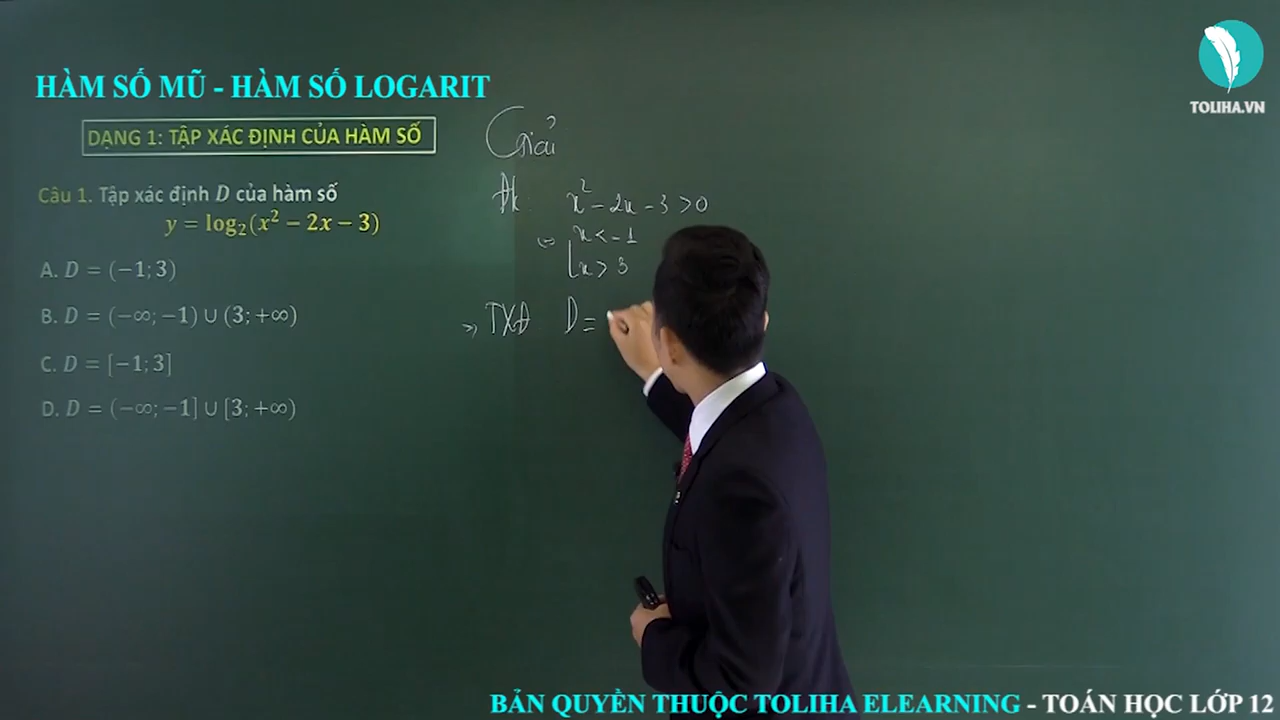 TOLIHA.VN
HÀM SỐ MŨ - HÀM SỐ LOGARIT
DẠNG 1: TẬP XÁC ĐỊNH CỦA HÀM SỐ
Câu 1. Tập xác định D của hàm số
y = log₂(x² − 2x − 3)
A. D = (−1; 3)
B. D = (−∞; −1) ∪ (3; +∞)
C. D = [−1; 3]
D. D = (−∞; −1] ∪ [3; +∞)
Giải
ĐK: x² − 2x − 3 > 0
⇔ [ x < −1
x > 3
=> TXĐ: D =
BẢN QUYỀN THUỘC TOLIHA ELEARNING - TOÁN HỌC LỚP 12